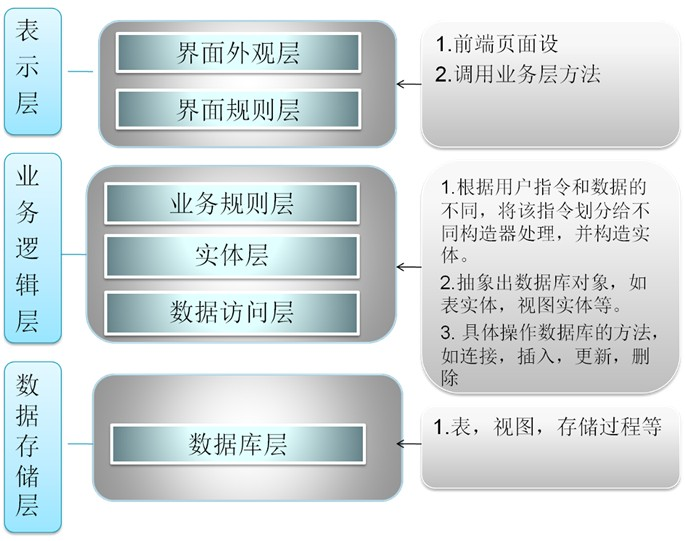 表示层
界面外观层
界面规则层
1.前端页面设
2.调用业务层方法
业务逻辑层
业务规则层
实体层
数据访问层
1.根据用户指令和数据的
不同，将该指令划分给不
同构造器处理，并构造实
体。
2.抽象出数据库对象，如
表实体，视图实体等。
3. 具体操作数据库的方法，
如连接，插入，更新，删
除
数据存储层
数据库层
1.表，视图，存储过程等